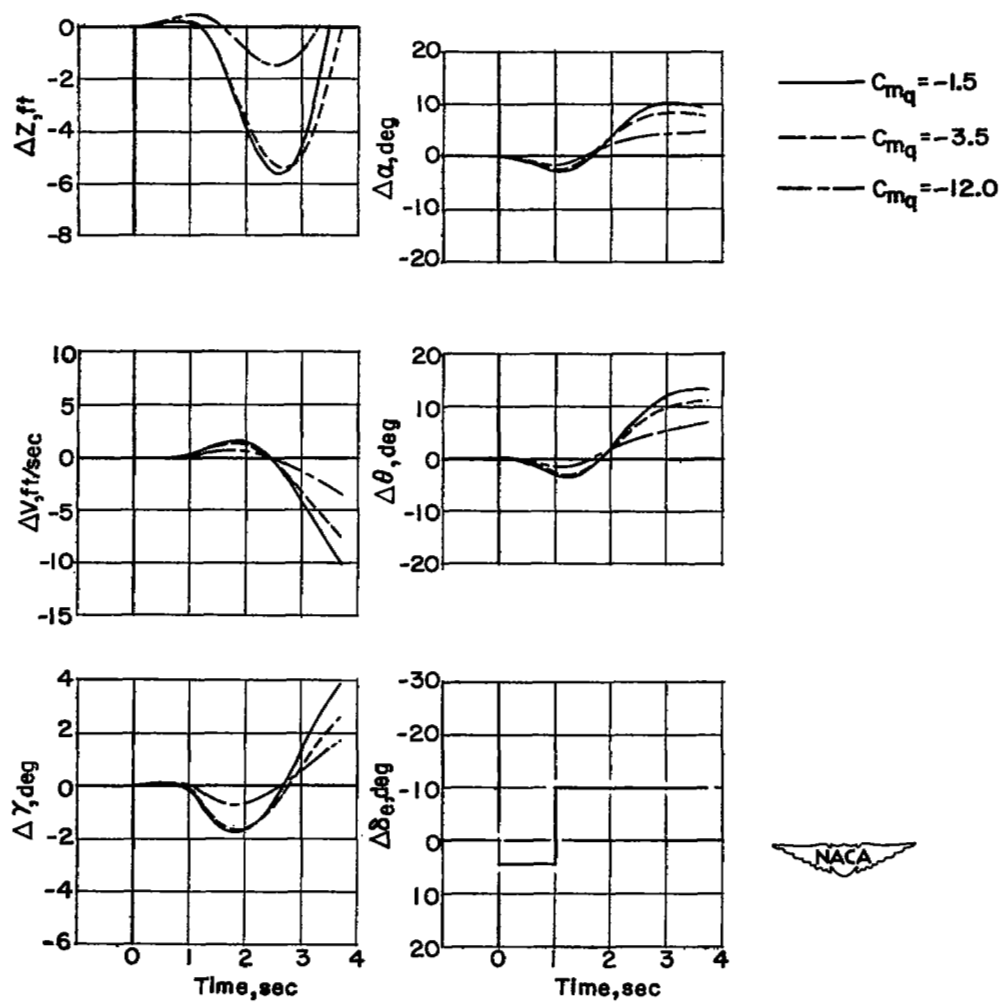 0
-2
-4
-6
-8
ΔZ, ft
20
10
0
-10
-20
Δα, deg
C_mq = -1.5
C_mq = -3.5
C_mq = -12.0
10
5
0
-5
-10
-15
ΔV, ft/sec
20
10
0
-10
-20
Δθ, deg
4
2
0
-2
-4
-6
Δγ, deg
0 1 2 3 4
Time, sec
-30
-20
-10
0
10
20
Δδe, deg
0 1 2 3 4
Time, sec
NACA